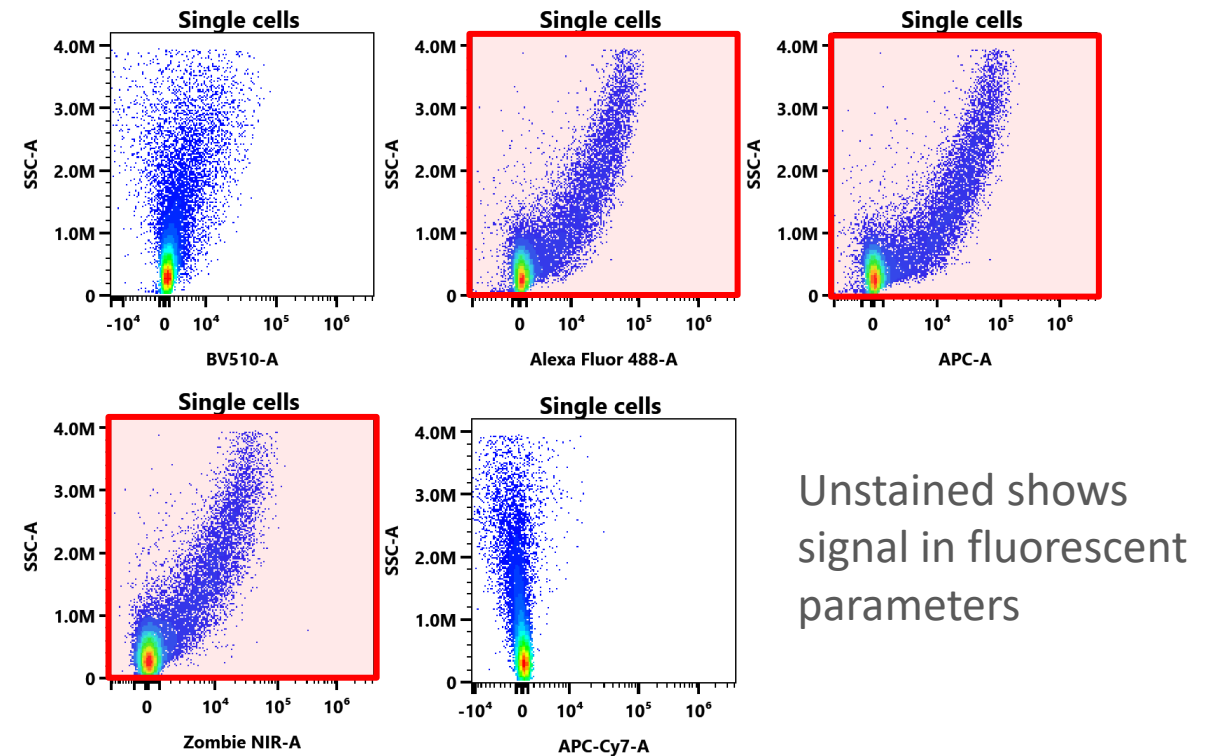 Single cells
4.0M
3.0M
2.0M
1.0M
0
SSC-A
-10⁴ 0 10⁴ 10⁵ 10⁶
BV510-A
Single cells
4.0M
3.0M
2.0M
1.0M
0
SSC-A
0 10⁴ 10⁵ 10⁶
Alexa Fluor 488-A
Single cells
4.0M
3.0M
2.0M
1.0M
0
SSC-A
0 10⁴ 10⁵ 10⁶
APC-A
Single cells
4.0M
3.0M
2.0M
1.0M
0
SSC-A
0 10⁴ 10⁵ 10⁶
Zombie NIR-A
Single cells
4.0M
3.0M
2.0M
1.0M
0
SSC-A
-10⁴ 0 10⁴ 10⁵ 10⁶
APC-Cy7-A
Unstained shows
signal in fluorescent
parameters